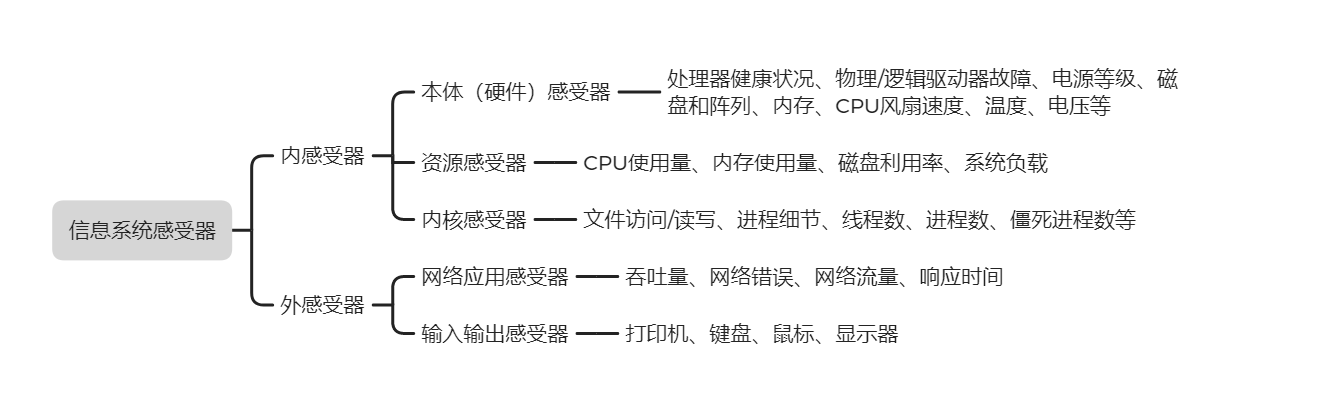 本体（硬件）感受器
处理器健康状况、物理/逻辑驱动器故障、电源等级、磁
盘和阵列、内存、CPU风扇速度、温度、电压等
内感受器
资源感受器
CPU使用量、内存使用量、磁盘利用率、系统负载
内核感受器
文件访问/读写、进程细节、线程数、进程数、僵死进程数等
信息系统感受器
网络应用感受器
吞吐量、网络错误、网络流量、响应时间
外感受器
输入输出感受器
打印机、键盘、鼠标、显示器